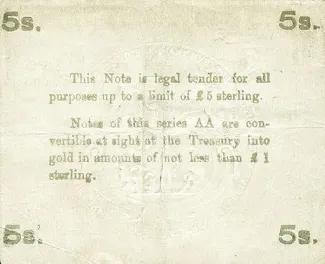 5s. 5s.
This Note is legal tender for all
purposes up to a limit of £5 sterling.
Notes of this series AA are con-
vertible at sight at the Treasury into
gold in amounts of not less than £1
sterling.
5s. 5s.